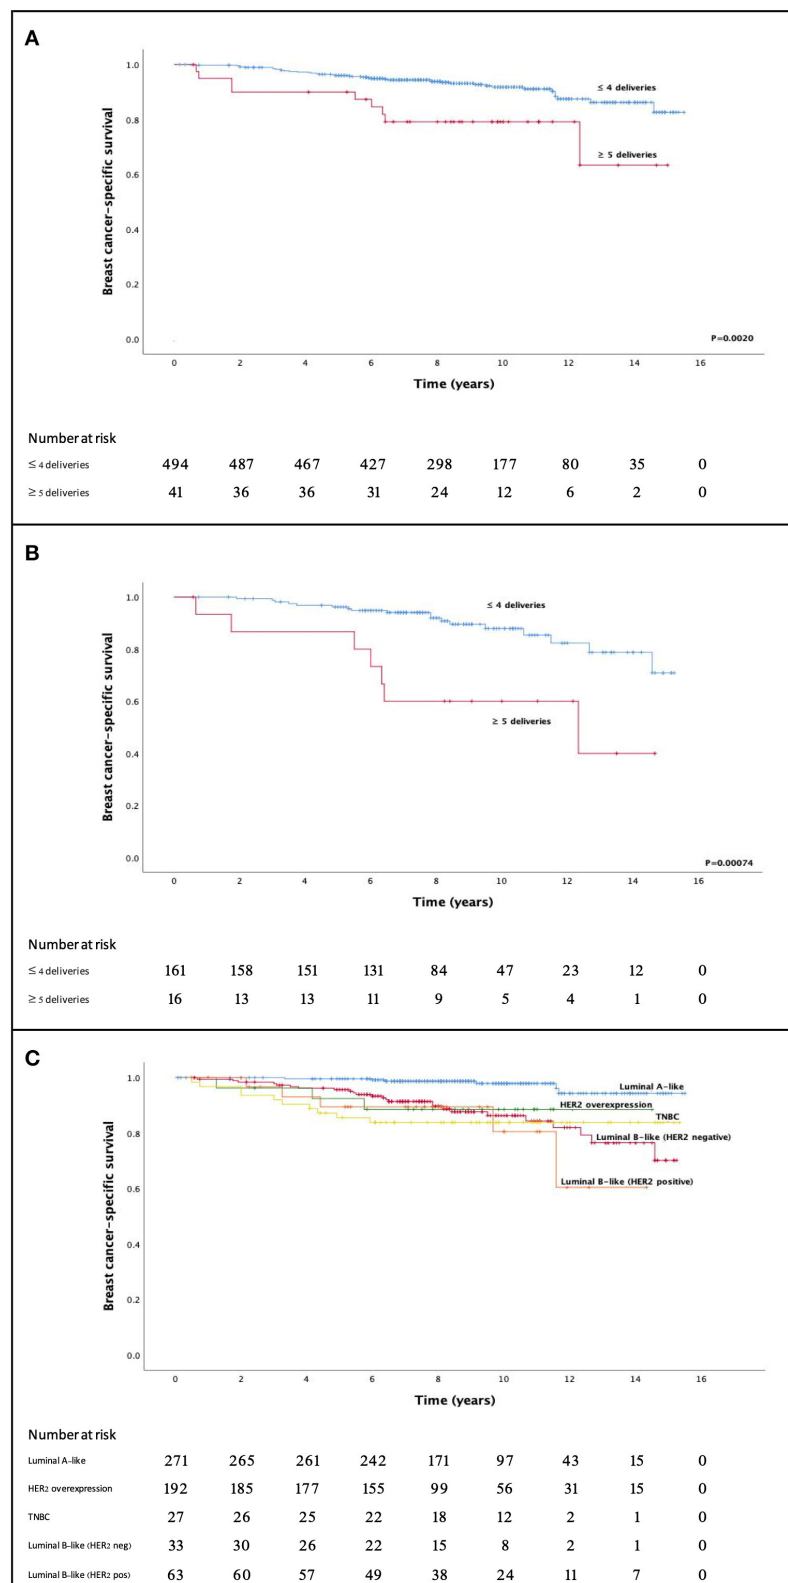 A
1.0
0.8
0.6
0.4
0.2
0.0
Breast cancer-specific survival
≤ 4 deliveries
≥ 5 deliveries
P=0.0020
0 2 4 6 8 10 12 14 16
Time (years)
Number at risk
≤ 4 deliveries 494 487 467 427 298 177 80 35 0
≥ 5 deliveries 41 36 36 31 24 12 6 2 0
B
1.0
0.8
0.6
0.4
0.2
0.0
Breast cancer-specific survival
≤ 4 deliveries
≥ 5 deliveries
P=0.00074
0 2 4 6 8 10 12 14 16
Time (years)
Number at risk
≤ 4 deliveries 161 158 151 131 84 47 23 12 0
≥ 5 deliveries 16 13 13 11 9 5 4 1 0
C
1.0
0.8
0.6
0.4
0.2
0.0
Breast cancer-specific survival
Luminal A-like
HER2 overexpression
TNBC
Luminal B-like (HER2 negative)
Luminal B-like (HER2 positive)
0 2 4 6 8 10 12 14 16
Time (years)
Number at risk
Luminal A-like 271 265 261 242 171 97 43 15 0
HER2 overexpression 192 185 177 155 99 56 31 15 0
TNBC 27 26 25 22 18 12 2 1 0
Luminal B-like (HER2 neg) 33 30 26 22 15 8 2 1 0
Luminal B-like (HER2 pos) 63 60 57 49 38 24 11 7 0